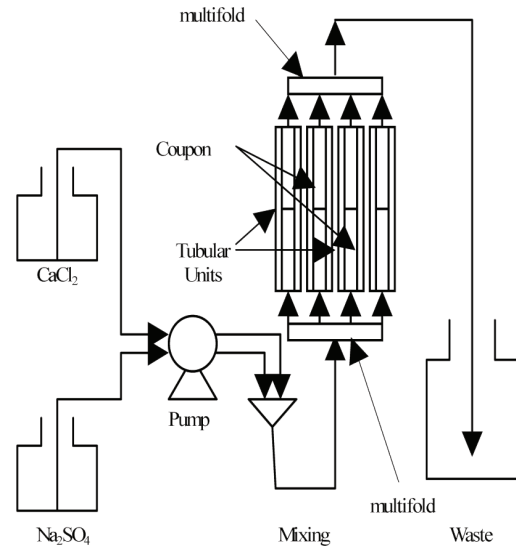 multifold
Coupon
Tubular
Units
CaCl₂
Pump
multifold
Na₂SO₄
Mixing
Waste